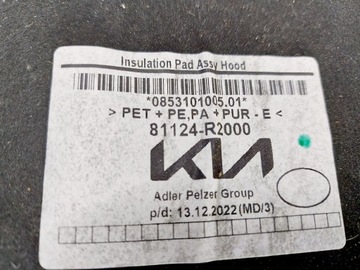 Insulation Pad Assy Hood
*0853101005.01*
> PET + PE,PA + PUR - E <
81124-R2000
KIA
Adler Pelzer Group
p/d: 13.12.2022 (MD/3)